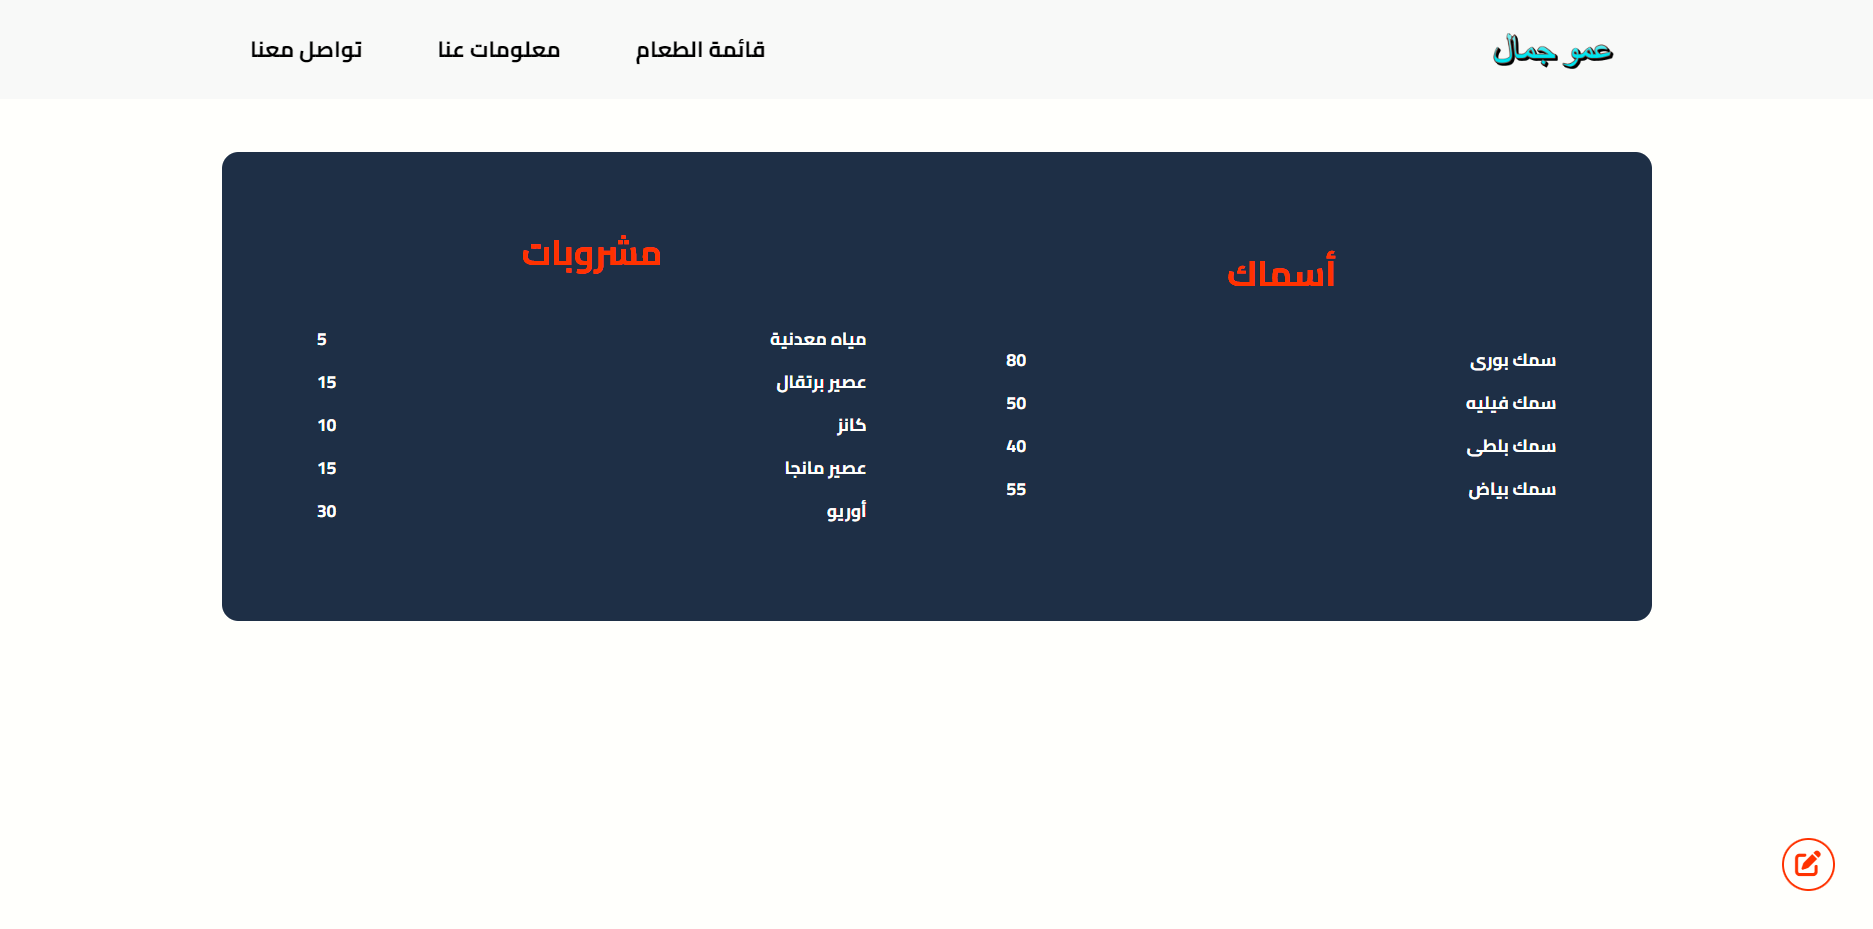 عمو جمال
قائمة الطعام
معلومات عنا
تواصل معنا
أسماك
سمك بورى 80
سمك فيليه 50
سمك بلطى 40
سمك بياض 55
مشروبات
مياه معدنية 5
عصير برتقال 15
كانز 10
عصير مانجا 15
أوريو 30